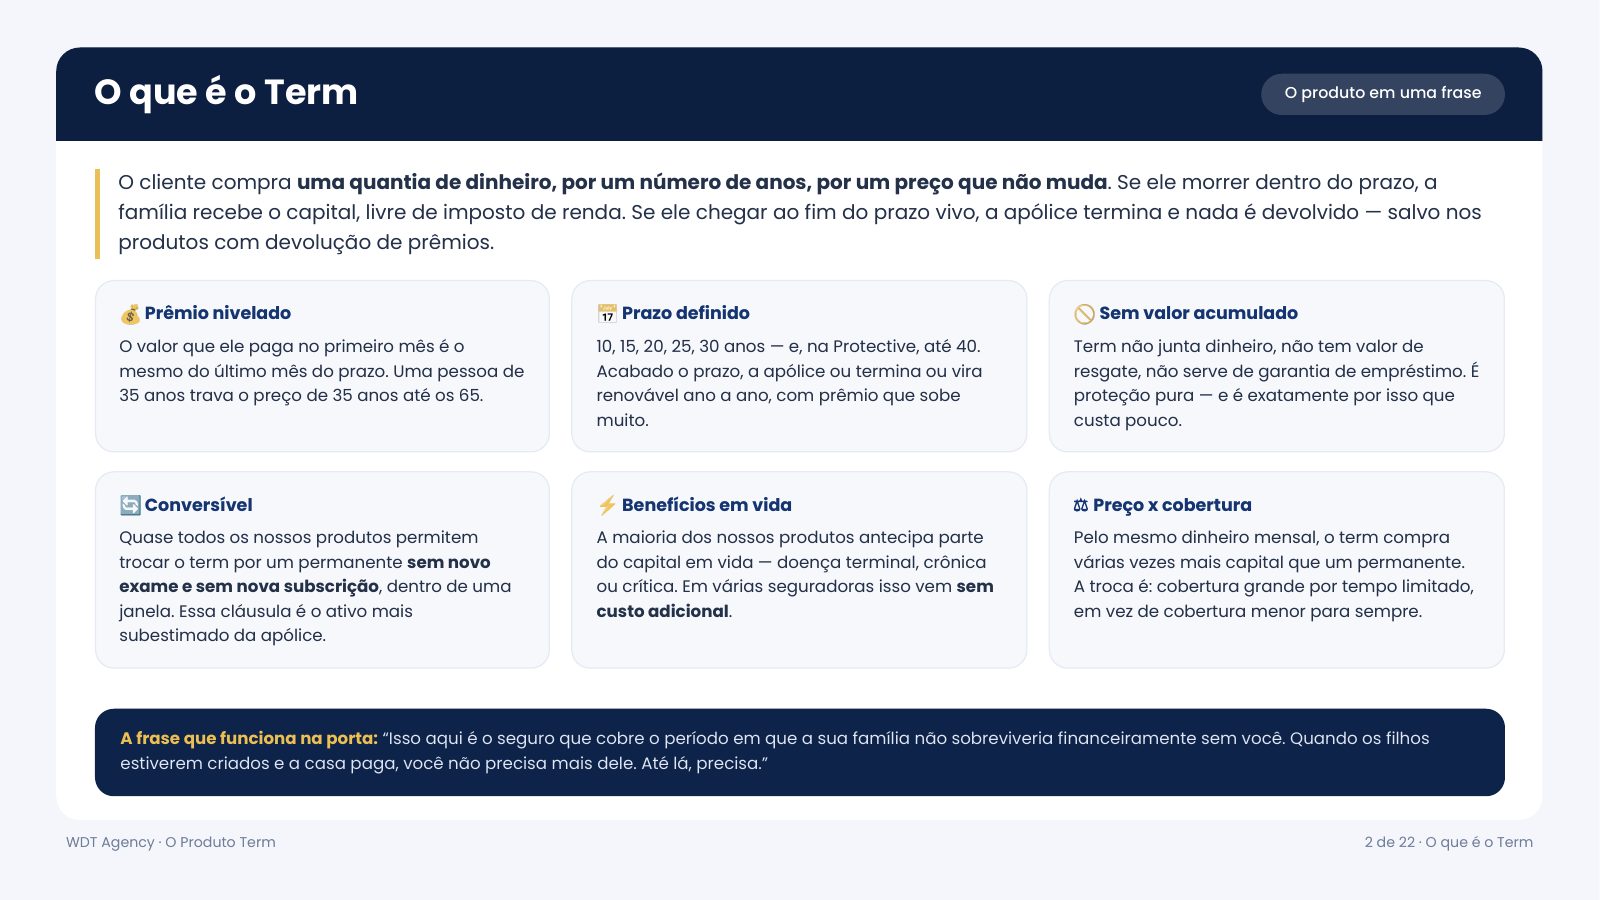 O que é o Term
O produto em uma frase
O cliente compra uma quantia de dinheiro, por um número de anos, por um preço que não muda. Se ele morrer dentro do prazo, a
família recebe o capital, livre de imposto de renda. Se ele chegar ao fim do prazo vivo, a apólice termina e nada é devolvido — salvo nos
produtos com devolução de prêmios.
💰 Prêmio nivelado
O valor que ele paga no primeiro mês é o
mesmo do último mês do prazo. Uma pessoa de
35 anos trava o preço de 35 anos até os 65.
📅 Prazo definido
10, 15, 20, 25, 30 anos — e, na Protective, até 40.
Acabado o prazo, a apólice ou termina ou vira
renovável ano a ano, com prêmio que sobe
muito.
🚫 Sem valor acumulado
Term não junta dinheiro, não tem valor de
resgate, não serve de garantia de empréstimo. É
proteção pura — e é exatamente por isso que
custa pouco.
🔄 Conversível
Quase todos os nossos produtos permitem
trocar o term por um permanente sem novo
exame e sem nova subscrição, dentro de uma
janela. Essa cláusula é o ativo mais
subestimado da apólice.
⚡ Benefícios em vida
A maioria dos nossos produtos antecipa parte
do capital em vida — doença terminal, crônica
ou crítica. Em várias seguradoras isso vem sem
custo adicional.
⚖ Preço x cobertura
Pelo mesmo dinheiro mensal, o term compra
várias vezes mais capital que um permanente.
A troca é: cobertura grande por tempo limitado,
em vez de cobertura menor para sempre.
A frase que funciona na porta: “Isso aqui é o seguro que cobre o período em que a sua família não sobreviveria financeiramente sem você. Quando os filhos
estiverem criados e a casa paga, você não precisa mais dele. Até lá, precisa.”
WDT Agency · O Produto Term
2 de 22 · O que é o Term